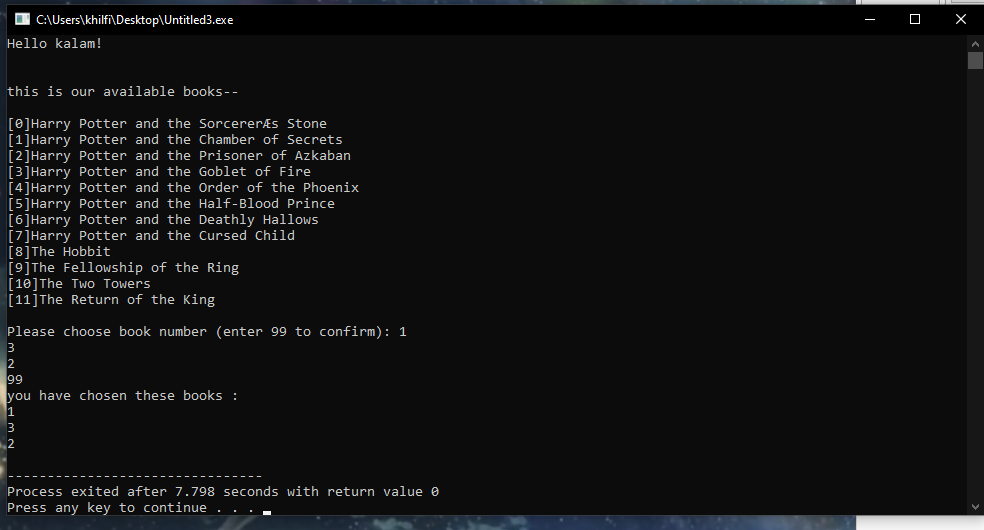 C:\Users\khilfi\Desktop\Untitled3.exe
Hello kalam!
this is our available books--
[0]Harry Potter and the SorcererÆs Stone
[1]Harry Potter and the Chamber of Secrets
[2]Harry Potter and the Prisoner of Azkaban
[3]Harry Potter and the Goblet of Fire
[4]Harry Potter and the Order of the Phoenix
[5]Harry Potter and the Half-Blood Prince
[6]Harry Potter and the Deathly Hallows
[7]Harry Potter and the Cursed Child
[8]The Hobbit
[9]The Fellowship of the Ring
[10]The Two Towers
[11]The Return of the King
Please choose book number (enter 99 to confirm): 1
3
2
99
you have chosen these books :
1
3
2
--------------------------------
Process exited after 7.798 seconds with return value 0
Press any key to continue . . .